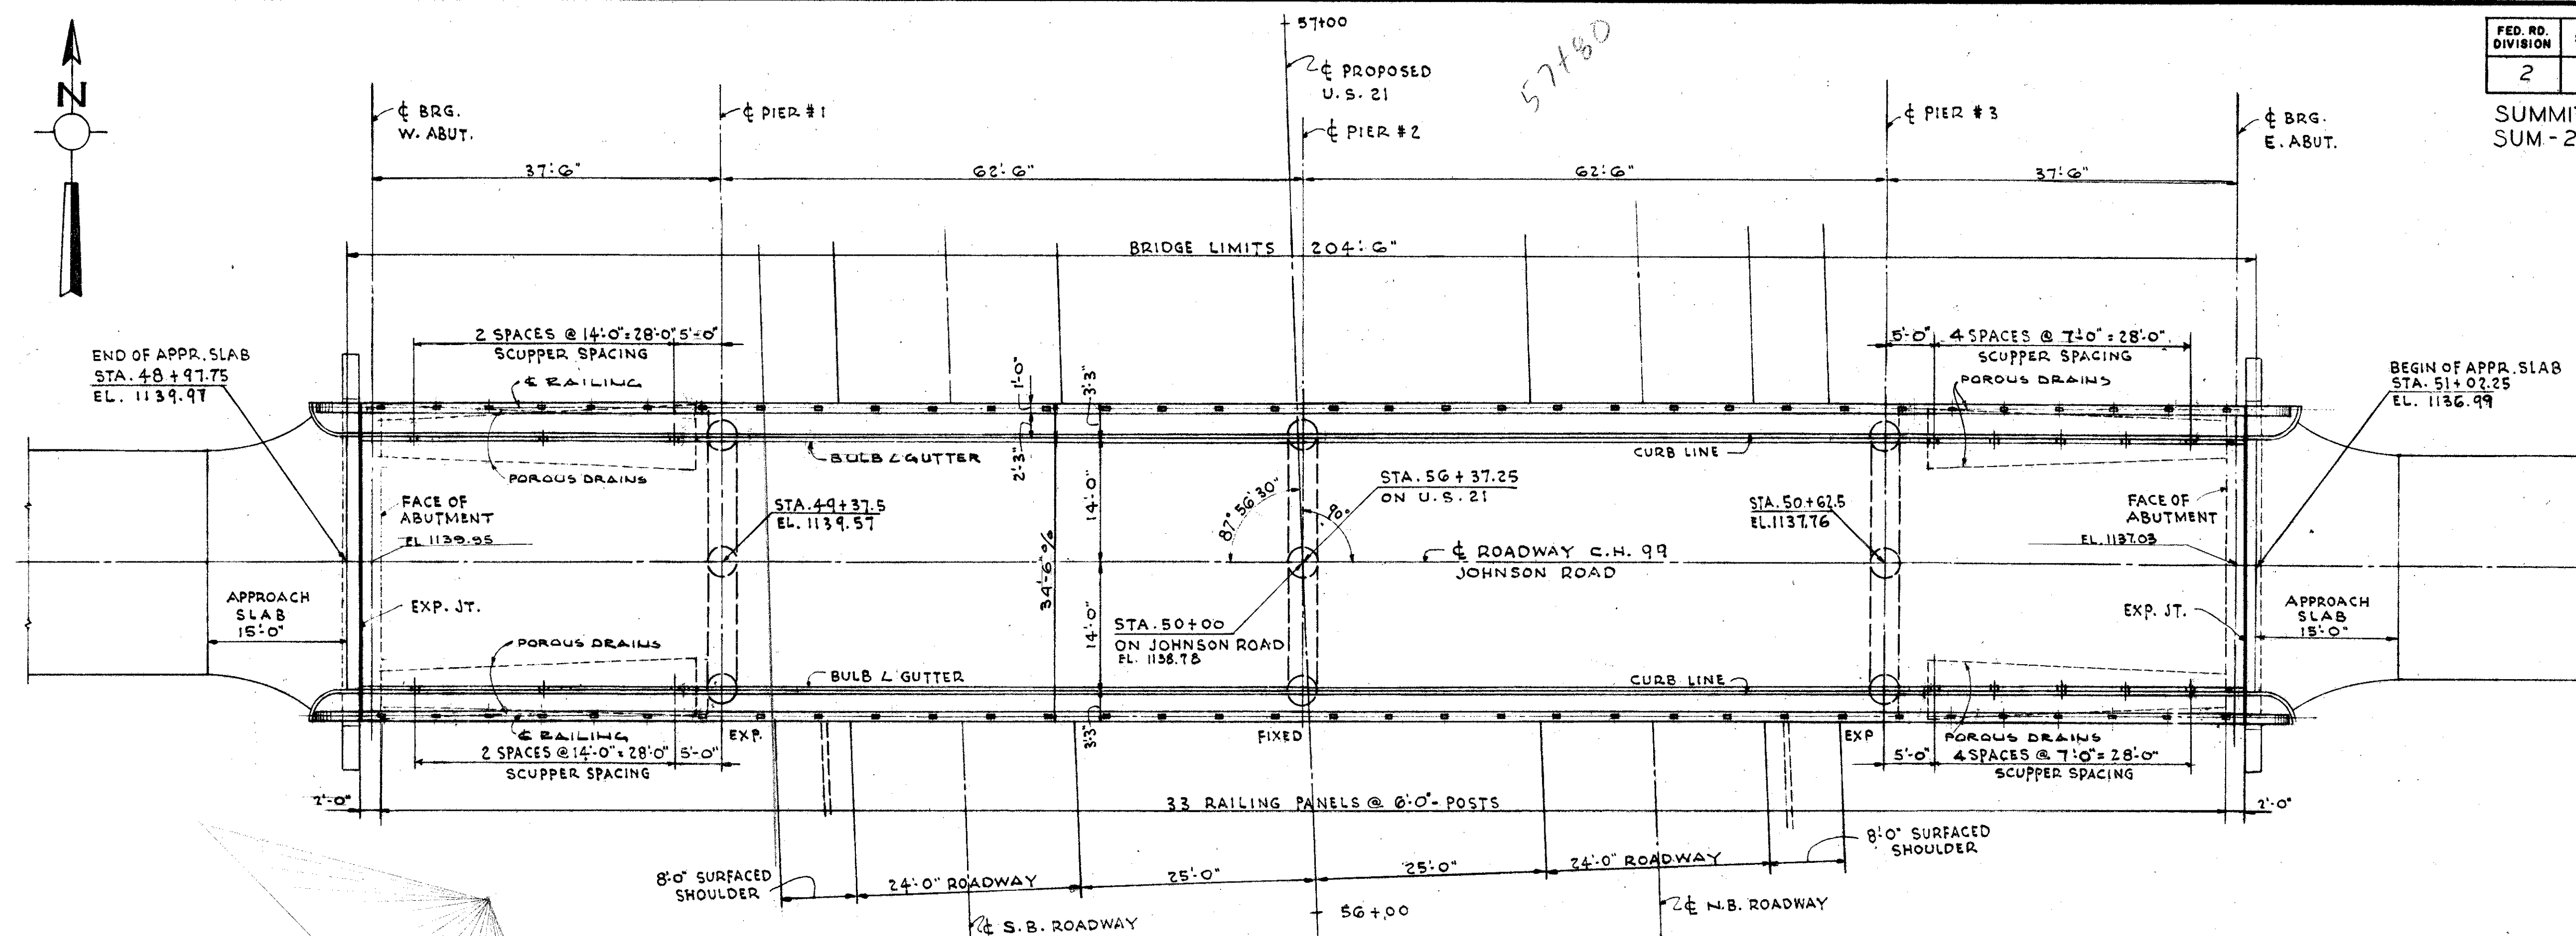 57+00
57+80
FED. RD.
DIVISION
2
SUMMI
SUM-2
N
℄ BRG.
W. ABUT.
℄ PIER #1
℄ PROPOSED
U.S. 21
℄ PIER #2
℄ PIER #3
℄ BRG.
E. ABUT.
37'-6"
62'-6"
62'-6"
37'-6"
BRIDGE LIMITS 204'-6"
2 SPACES @ 14'-0" = 28'-0" 5'-0"
SCUPPER SPACING
5'-0" 4 SPACES @ 7'-0" = 28'-0"
SCUPPER SPACING
END OF APPR. SLAB
STA. 48+97.75
EL. 1139.97
℄ RAILING
1'-0"
3'-3"
POROUS DRAINS
BEGIN OF APPR. SLAB
STA. 51+02.25
EL. 1136.99
2'-3"
BULB L GUTTER
CURB LINE
POROUS DRAINS
FACE OF
ABUTMENT
EL. 1139.95
STA. 49+37.5
EL. 1139.57
14'-0"
87° 56' 30"
90°
STA. 56+37.25
ON U.S. 21
STA. 50+62.5
EL. 1137.76
FACE OF
ABUTMENT
EL. 1137.03
℄ ROADWAY C.H. 99
JOHNSON ROAD
34'-6" %
APPROACH
SLAB
15'-0"
EXP. JT.
14'-0"
STA. 50+00
ON JOHNSON ROAD
EL. 1138.78
EXP. JT.
APPROACH
SLAB
15'-0"
POROUS DRAINS
BULB L GUTTER
CURB LINE
℄ RAILING
EXP.
3'-3"
FIXED
EXP
POROUS DRAINS
2 SPACES @ 14'-0" = 28'-0" 5'-0"
SCUPPER SPACING
5'-0" 4 SPACES @ 7'-0" = 28'-0"
SCUPPER SPACING
2'-0"
33 RAILING PANELS @ 6'-0" - POSTS
2'-0"
8'-0" SURFACED
SHOULDER
24'-0" ROADWAY
25'-0"
25'-0"
24'-0" ROADWAY
8'-0" SURFACED
SHOULDER
℄ S.B. ROADWAY
56+00
℄ N.B. ROADWAY